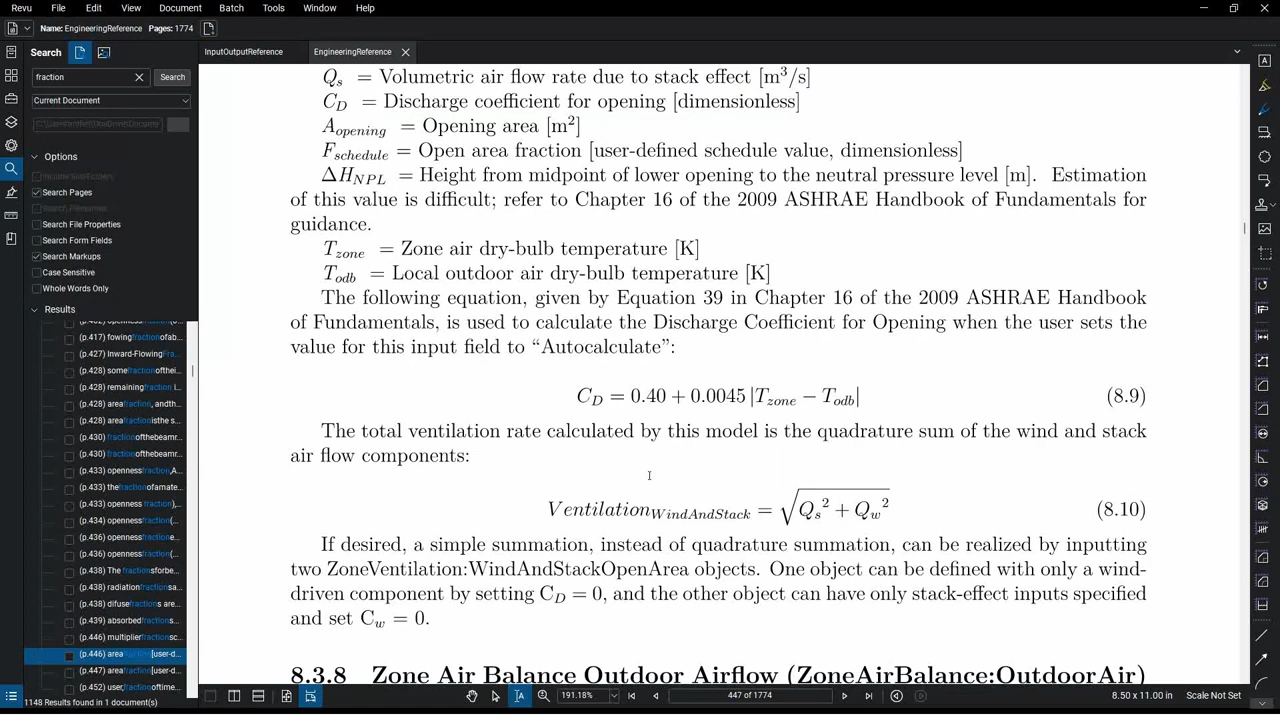 Revu File Edit View Document Batch Tools Window Help
Name: EngineeringReference Pages: 1774
Search
InputOutputReference
EngineeringReference
fraction
Search
Current Document
Options
Search Pages
Search File Properties
Search Form Fields
Search Markups
Case Sensitive
Whole Words Only
Results
(p.417) fowingfractionofab...
(p.427) Inward-FlowingFra...
(p.428) somefractionofthei...
(p.428) remainingfraction i...
(p.428) areafraction, andth...
(p.428) areafractionisthe s...
(p.430) fractionofthebeamr...
(p.430) fractionofthebeamr...
(p.433) opennessfraction,A...
(p.433) thefractionofamate...
(p.433) openness fraction),...
(p.434) opennessfraction(...
(p.436) opennessfractione...
(p.436) opennessfraction(...
(p.438) The fractionsforbe...
(p.438) radiationfractionsa...
(p.438) difusefractions are...
(p.439) absorbedfractions...
(p.446) multiplierfractionsc...
(p.446) areafraction[user-d...
(p.447) areafraction[user-d...
(p.452) user,fractionoftime...
1148 Results found in 1 document(s)
Q_s = Volumetric air flow rate due to stack effect [m³/s]
C_D = Discharge coefficient for opening [dimensionless]
A_opening = Opening area [m²]
F_schedule = Open area fraction [user-defined schedule value, dimensionless]
ΔH_NPL = Height from midpoint of lower opening to the neutral pressure level [m]. Estimation
of this value is difficult; refer to Chapter 16 of the 2009 ASHRAE Handbook of Fundamentals for
guidance.
T_zone = Zone air dry-bulb temperature [K]
T_odb = Local outdoor air dry-bulb temperature [K]
The following equation, given by Equation 39 in Chapter 16 of the 2009 ASHRAE Handbook
of Fundamentals, is used to calculate the Discharge Coefficient for Opening when the user sets the
value for this input field to “Autocalculate”:
C_D = 0.40 + 0.0045 |T_zone − T_odb| (8.9)
The total ventilation rate calculated by this model is the quadrature sum of the wind and stack
air flow components:
Ventilation_WindAndStack = √(Q_s² + Q_w²) (8.10)
If desired, a simple summation, instead of quadrature summation, can be realized by inputting
two ZoneVentilation:WindAndStackOpenArea objects. One object can be defined with only a wind-
driven component by setting C_D = 0, and the other object can have only stack-effect inputs specified
and set C_w = 0.
8.3.8 Zone Air Balance Outdoor Airflow (ZoneAirBalance:OutdoorAir)
191.18%
447 of 1774
8.50 x 11.00 in
Scale Not Set